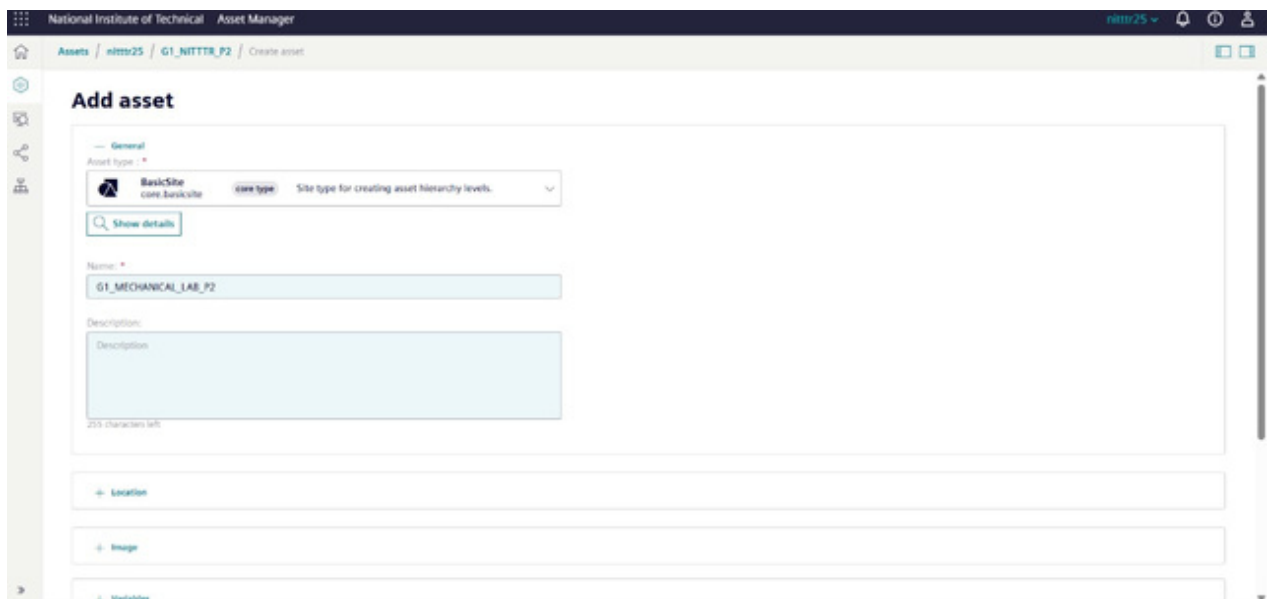 National Institute of Technical Asset Manager nitttr25
Assets / nitttr25 / G1_NITTTR_P2 / Create asset
Add asset
— General
Asset type : *
BasicSite
core.basicsite
core type
Site type for creating asset hierarchy levels.
Show details
Name: *
G1_MECHANICAL_LAB_P2
Description:
Description
255 characters left
+ Location
+ Image
+ Variables